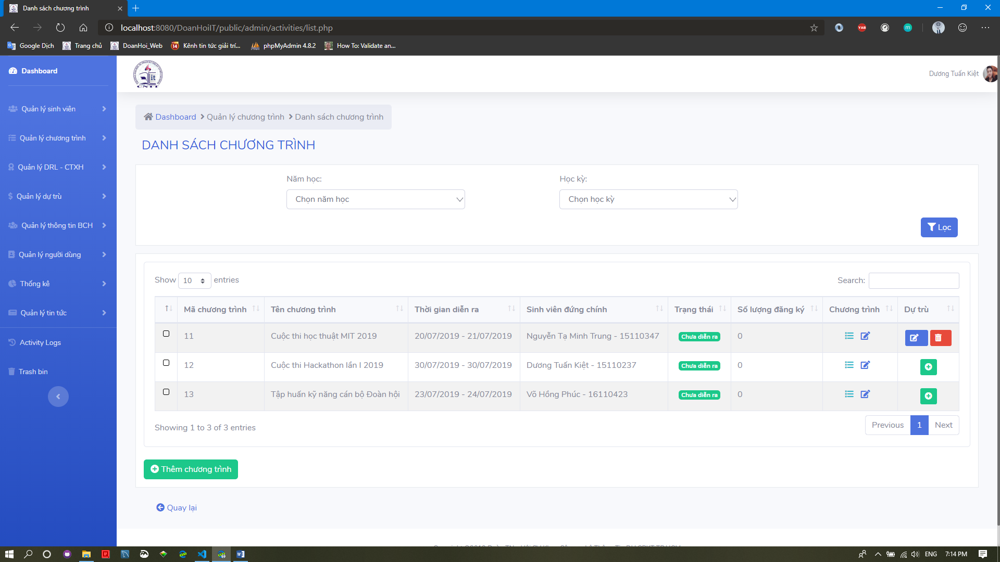 Danh sách chương trình
localhost:8080/DoanHoiIT/public/admin/activities/list.php
Google Dịch Trang chủ DoanHoi_Web Kênh tin tức giải trí... phpMyAdmin 4.8.2 How To: Validate an...
Dashboard
Dương Tuấn Kiệt
Quản lý sinh viên
Quản lý chương trình
Quản lý DRL - CTXH
Quản lý dự trù
Quản lý thông tin BCH
Quản lý người dùng
Thống kê
Quản lý tin tức
Activity Logs
Trash bin
Dashboard Quản lý chương trình Danh sách chương trình
DANH SÁCH CHƯƠNG TRÌNH
Năm học: Học kỳ:
Chọn năm học Chọn học kỳ
Lọc
Show 10 entries Search:
Mã chương trình Tên chương trình Thời gian diễn ra Sinh viên đứng chính Trạng thái Số lượng đăng ký Chương trình Dự trù
11 Cuộc thi học thuật MIT 2019 20/07/2019 - 21/07/2019 Nguyễn Tạ Minh Trung - 15110347 Chưa diễn ra 0
12 Cuộc thi Hackathon lần I 2019 30/07/2019 - 30/07/2019 Dương Tuấn Kiệt - 15110237 Chưa diễn ra 0
13 Tập huấn kỹ năng cán bộ Đoàn hội 23/07/2019 - 24/07/2019 Võ Hồng Phúc - 16110423 Chưa diễn ra 0
Showing 1 to 3 of 3 entries Previous 1 Next
Thêm chương trình
Quay lại
ENG 7:14 PM